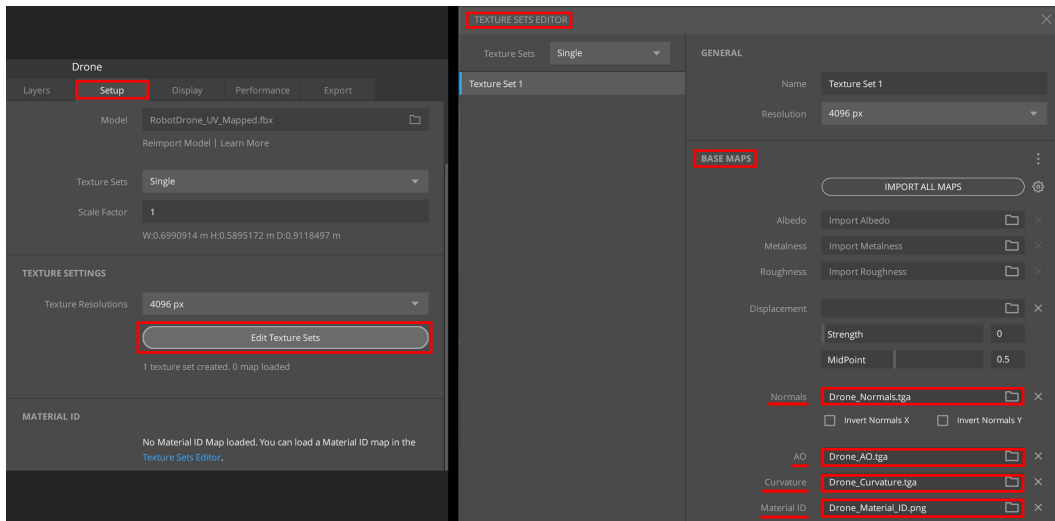 Drone
Layers Setup Display Performance Export
Model RobotDrone_UV_Mapped.fbx
Reimport Model | Learn More
Texture Sets Single
Scale Factor 1
W:0.6990914 m H:0.5895172 m D:0.9118497 m
TEXTURE SETTINGS
Texture Resolutions 4096 px
Edit Texture Sets
1 texture set created. 0 map loaded
MATERIAL ID
No Material ID Map loaded. You can load a Material ID map in the
Texture Sets Editor.
TEXTURE SETS EDITOR
Texture Sets Single
Texture Set 1
GENERAL
Name Texture Set 1
Resolution 4096 px
BASE MAPS
IMPORT ALL MAPS
Albedo Import Albedo
Metalness Import Metalness
Roughness Import Roughness
Displacement
Strength 0
MidPoint 0.5
Normals Drone_Normals.tga
Invert Normals X Invert Normals Y
AO Drone_AO.tga
Curvature Drone_Curvature.tga
Material ID Drone_Material_ID.png